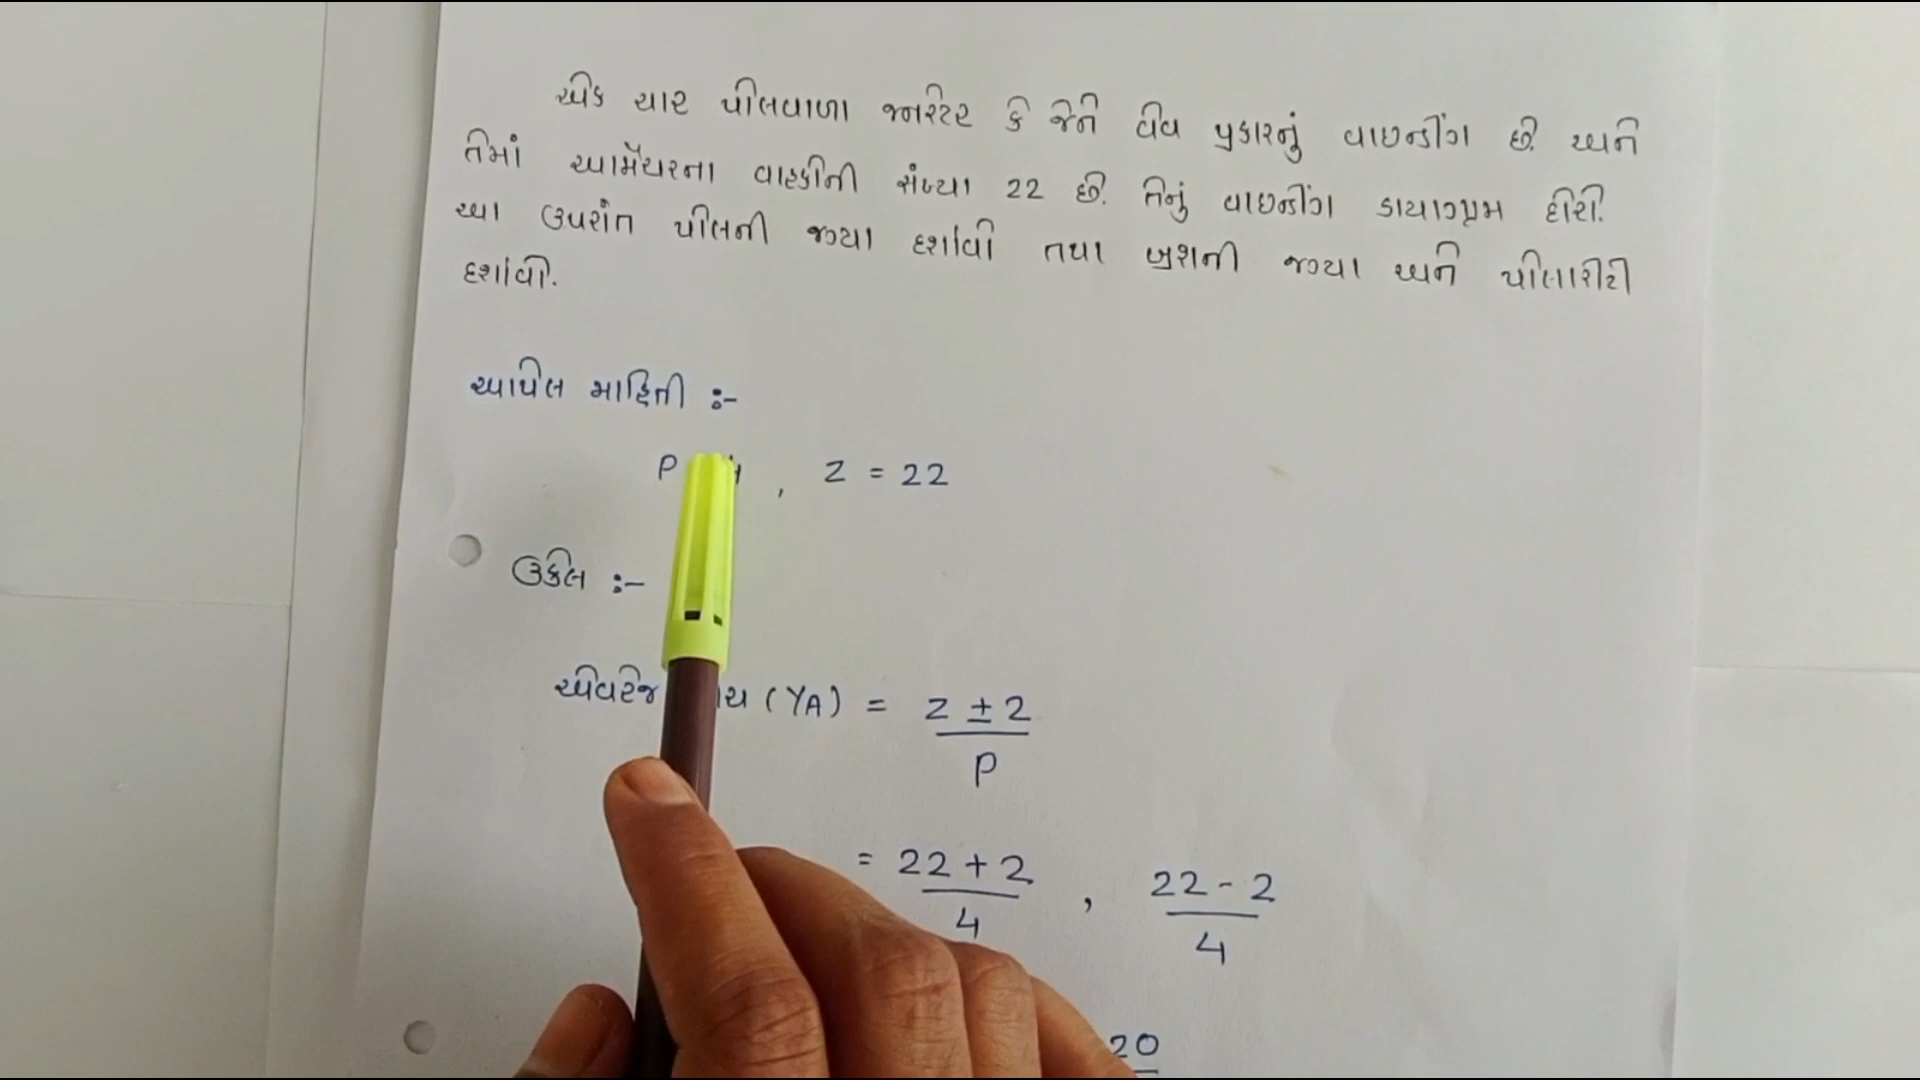 એક ચાર પોલવાળા જનરેટર કે જેને વેવ પ્રકારનું વાઇન્ડીંગ છે. અને
તેમાં આર્મેચરના વાહકોની સંખ્યા 22 છે. તેનું વાઇન્ડીંગ ડાયાગ્રામ દોરો.
આ ઉપરાંત પોલની જગ્યા દર્શાવો તથા બ્રશની જગ્યા અને પોલારીટી
દર્શાવો.
આપેલ માહિતી :-
P , Z = 22
ઉકેલ :-
એવરેજ (YA) = Z ± 2
P
= 22 + 2 , 22 - 2
4 4
20